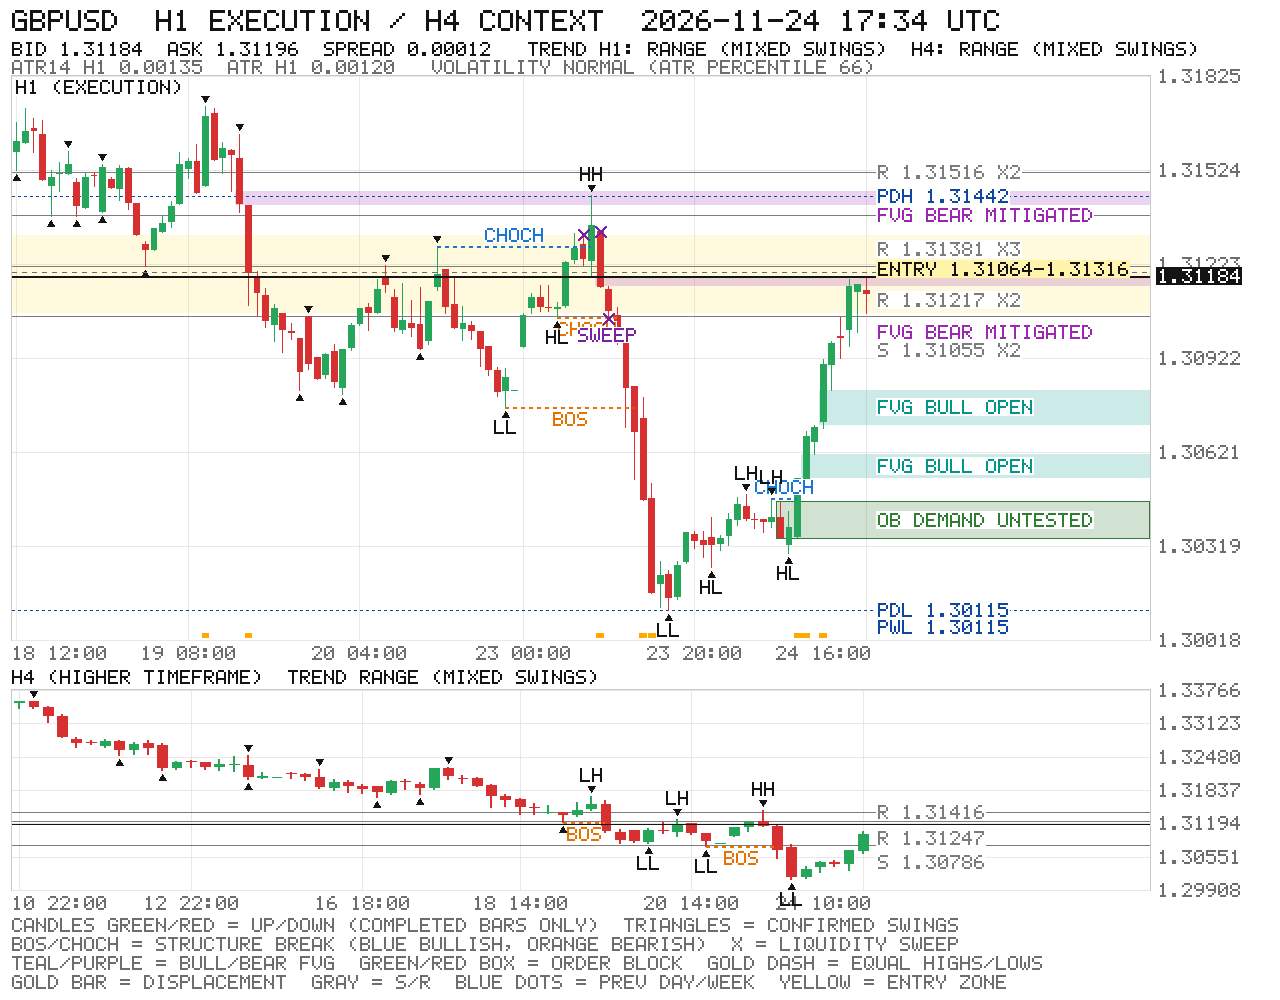 GBPUSD  H1 EXECUTION / H4 CONTEXT  2026-11-24 17:34 UTC
BID 1.31184  ASK 1.31196  SPREAD 0.00012  TREND H1: RANGE (MIXED SWINGS)  H4: RANGE (MIXED SWINGS)
ATR14 H1 0.00135  ATR H1 0.00120  VOLATILITY NORMAL (ATR PERCENTILE 66)
H1 (EXECUTION)
1.31825
HH
R 1.31516 X2
1.31524
PDH 1.31442
FVG BEAR MITIGATED
CHOCH
R 1.31381 X3
1.31223
ENTRY 1.31064-1.31316
1.31184
R 1.31217 X2
HL
SWEEP
FVG BEAR MITIGATED
S 1.31055 X2
1.30922
FVG BULL OPEN
BOS
LL
1.30621
FVG BULL OPEN
LH
LH
CHOCH
OB DEMAND UNTESTED
1.30319
HL
HL
PDL 1.30115
PWL 1.30115
LL
1.30018
18 12:00  19 08:00  20 04:00  23 00:00  23 20:00  24 16:00
H4 (HIGHER TIMEFRAME)  TREND RANGE (MIXED SWINGS)
1.33766
1.33123
1.32480
LH
1.31837
LH
HH
R 1.31416
1.31194
BOS
R 1.31247
1.30551
BOS
LL
LL
S 1.30786
1.29908
LL
10 22:00  12 22:00  16 18:00  18 14:00  20 14:00  24 10:00
CANDLES GREEN/RED = UP/DOWN (COMPLETED BARS ONLY)  TRIANGLES = CONFIRMED SWINGS
BOS/CHOCH = STRUCTURE BREAK (BLUE BULLISH, ORANGE BEARISH)  X = LIQUIDITY SWEEP
TEAL/PURPLE = BULL/BEAR FVG  GREEN/RED BOX = ORDER BLOCK  GOLD DASH = EQUAL HIGHS/LOWS
GOLD BAR = DISPLACEMENT  GRAY = S/R  BLUE DOTS = PREV DAY/WEEK  YELLOW = ENTRY ZONE